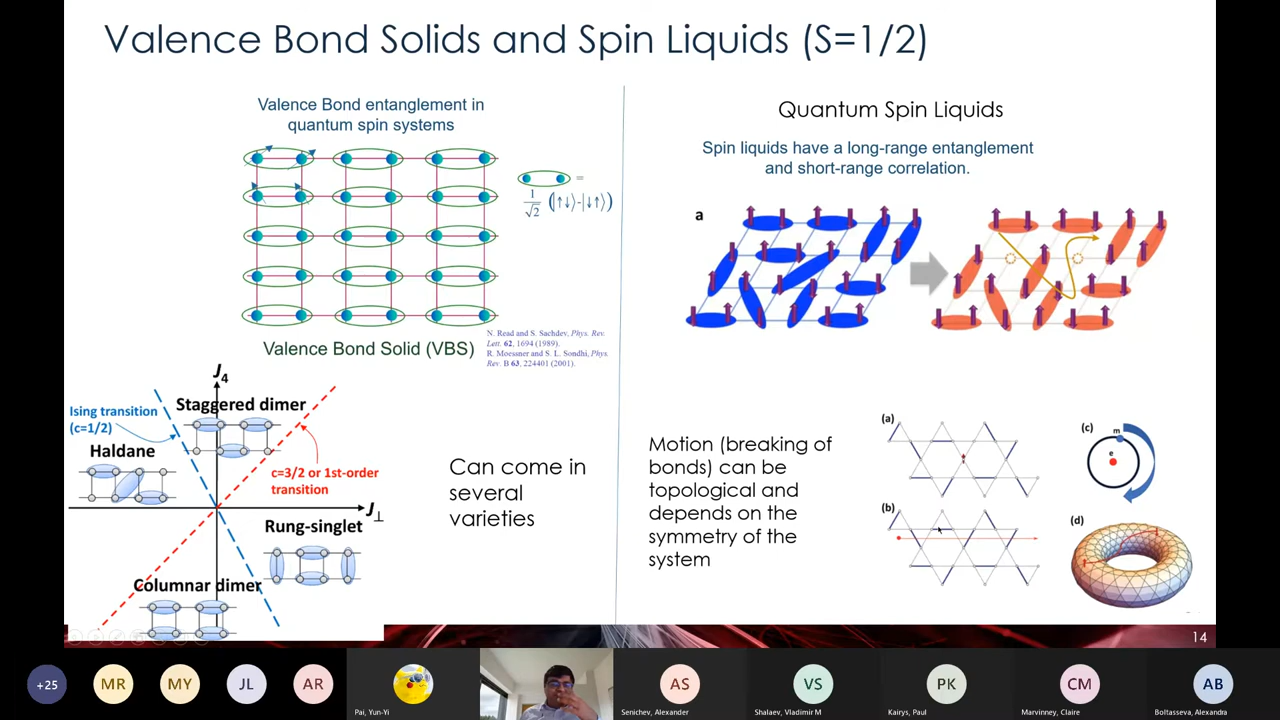 Valence Bond Solids and Spin Liquids (S=1/2)
Valence Bond entanglement in
quantum spin systems
=
1/√2 (|↑↓⟩-|↓↑⟩)
N. Read and S. Sachdev, Phys. Rev.
Lett. 62, 1694 (1989).
R. Moessner and S. L. Sondhi, Phys.
Rev. B 63, 224401 (2001).
Valence Bond Solid (VBS)
J4
Staggered dimer
Ising transition
(c=1/2)
Haldane
c=3/2 or 1st-order
transition
J⊥
Rung-singlet
Columnar dimer
Can come in
several
varieties
Quantum Spin Liquids
Spin liquids have a long-range entanglement
and short-range correlation.
a
Motion (breaking of
bonds) can be
topological and
depends on the
symmetry of the
system
(a)
(b)
(c)
m
e
(d)
14
+25
MR
MY
JL
AR
Pai, Yun-Yi
AS
Senichev, Alexander
VS
Shalaev, Vladimir M
PK
Kairys, Paul
CM
Marvinney, Claire
AB
Boltasseva, Alexandra